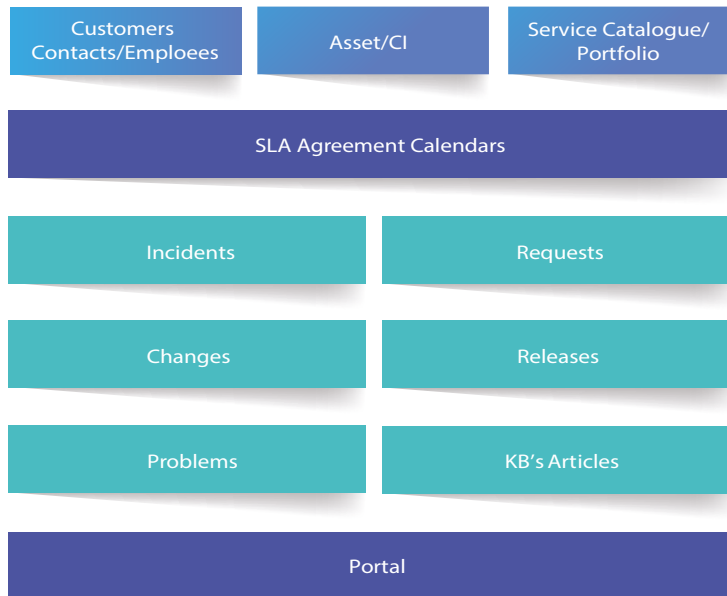 Customers
Contacts/Emploees
Asset/CI
Service Catalogue/
Portfolio
SLA Agreement Calendars
Incidents
Requests
Changes
Releases
Problems
KB's Articles
Portal